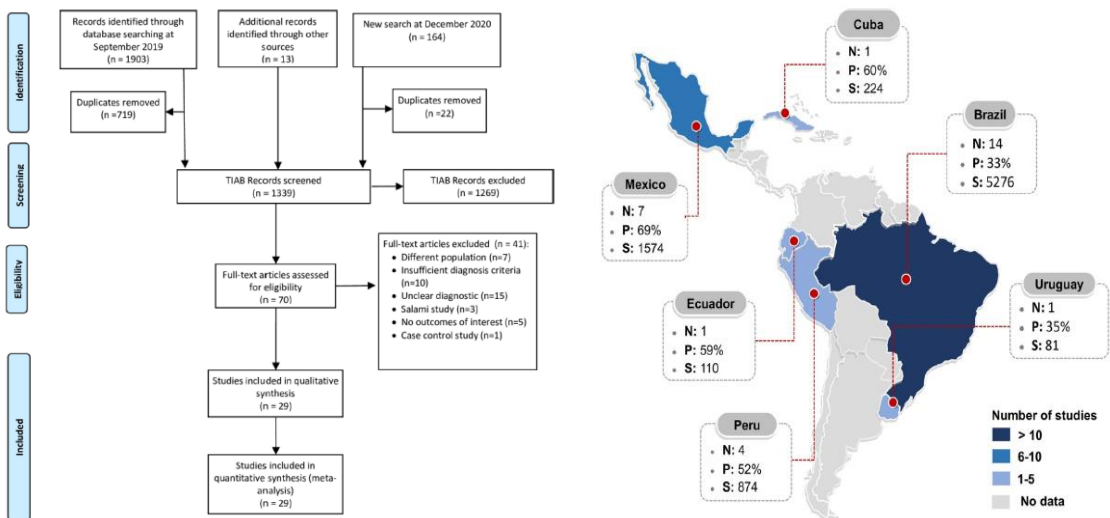 Identification
Records identified through
database searching at
September 2019
(n = 1903)
Additional records
identified through other
sources
(n = 13)
New search at December 2020
(n = 164)
Duplicates removed
(n =719)
Duplicates removed
(n =22)
Screening
TIAB Records screened
(n = 1339)
TIAB Records excluded
(n = 1269)
Eligibility
Full-text articles assessed
for eligibility
(n = 70)
Full-text articles excluded (n = 41):
• Different population (n=7)
• Insufficient diagnosis criteria
(n=10)
• Unclear diagnostic (n=15)
• Salami study (n=3)
• No outcomes of interest (n=5)
• Case control study (n=1)
Included
Studies included in qualitative
synthesis
(n = 29)
Studies included in
quantitative synthesis (meta-
analysis)
(n = 29)
Cuba
• N: 1
• P: 60%
• S: 224
Brazil
• N: 14
• P: 33%
• S: 5276
Mexico
• N: 7
• P: 69%
• S: 1574
Ecuador
• N: 1
• P: 59%
• S: 110
Uruguay
• N: 1
• P: 35%
• S: 81
Peru
• N: 4
• P: 52%
• S: 874
Number of studies
> 10
6-10
1-5
No data